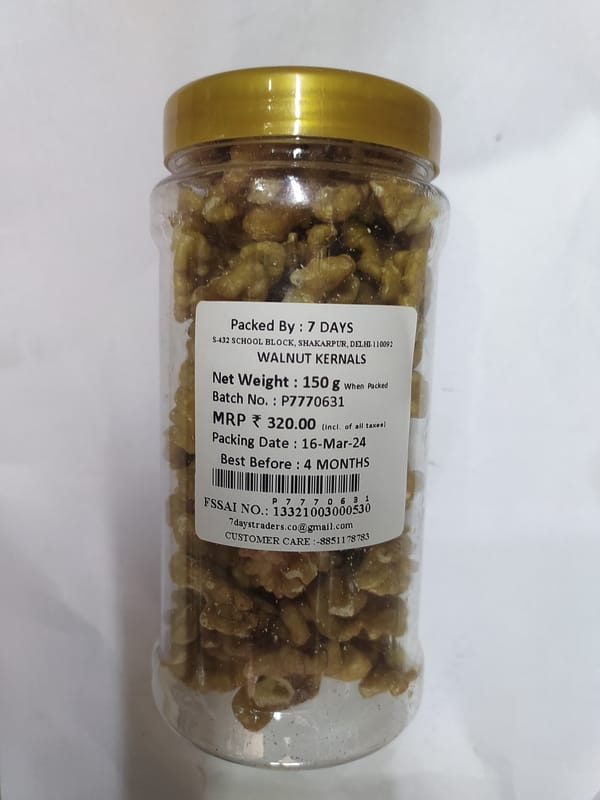 Packed By : 7 DAYS
S-432 SCHOOL BLOCK, SHAKARPUR, DELHI-110092
WALNUT KERNALS
Net Weight : 150 g When Packed
Batch No. : P7770631
MRP ₹ 320.00 (Incl. of all taxes)
Packing Date : 16-Mar-24
Best Before : 4 MONTHS
P7770631
FSSAI NO.: 13321003000530
7daystraders.co@gmail.com
CUSTOMER CARE :-8851178783